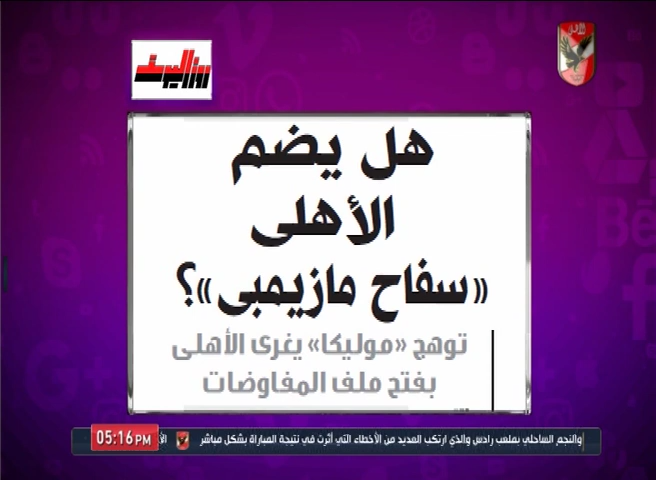 روزاليوسف
هل يضم
الأهلى
«سفاح مازيمبى»؟
توهج «موليكا» يغرى الأهلى
بفتح ملف المفاوضات
والنجم الساحلي بملعب رادس والذي ارتكب العديد من الأخطاء التي أثرت في نتيجة المباراة بشكل مباشر
05:16 PM